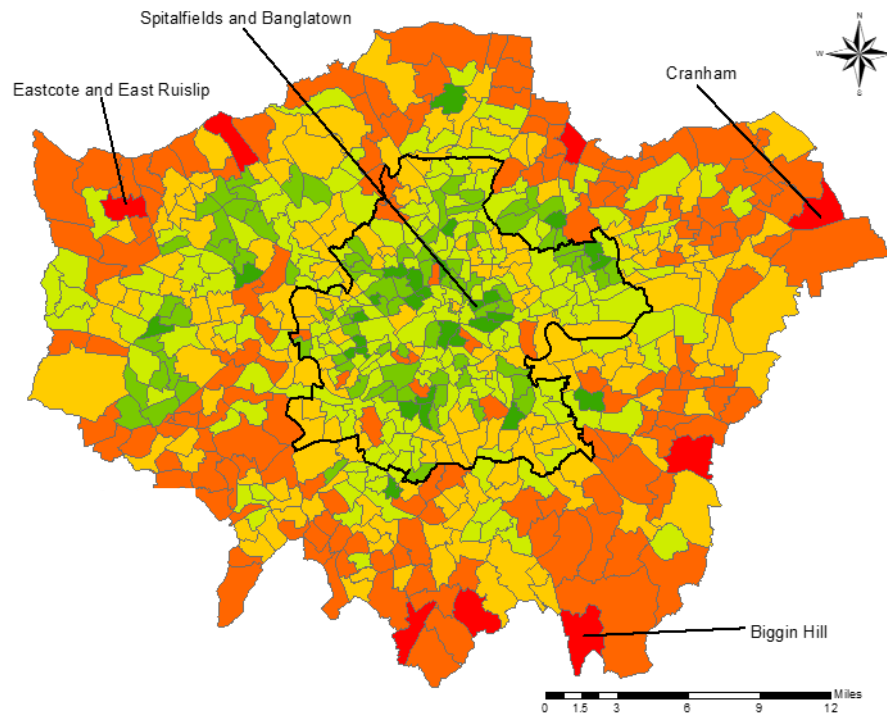 Spitalfields and Banglatown
Cranham
Eastcote and East Ruislip
N
W
E
S
Biggin Hill
Miles
0 1.5 3 6 9 12